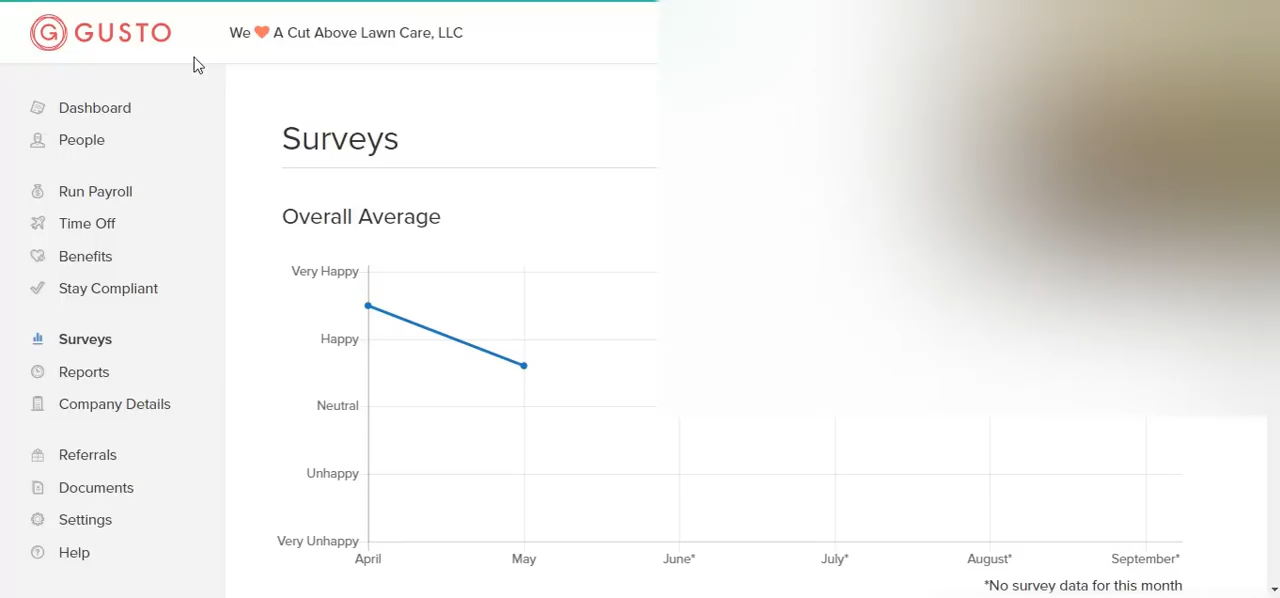 GUSTO
We ❤ A Cut Above Lawn Care, LLC
Dashboard
People
Run Payroll
Time Off
Benefits
Stay Compliant
Surveys
Reports
Company Details
Referrals
Documents
Settings
Help
Surveys
Overall Average
Very Happy
Happy
Neutral
Unhappy
Very Unhappy
April May June* July* August* September*
*No survey data for this month